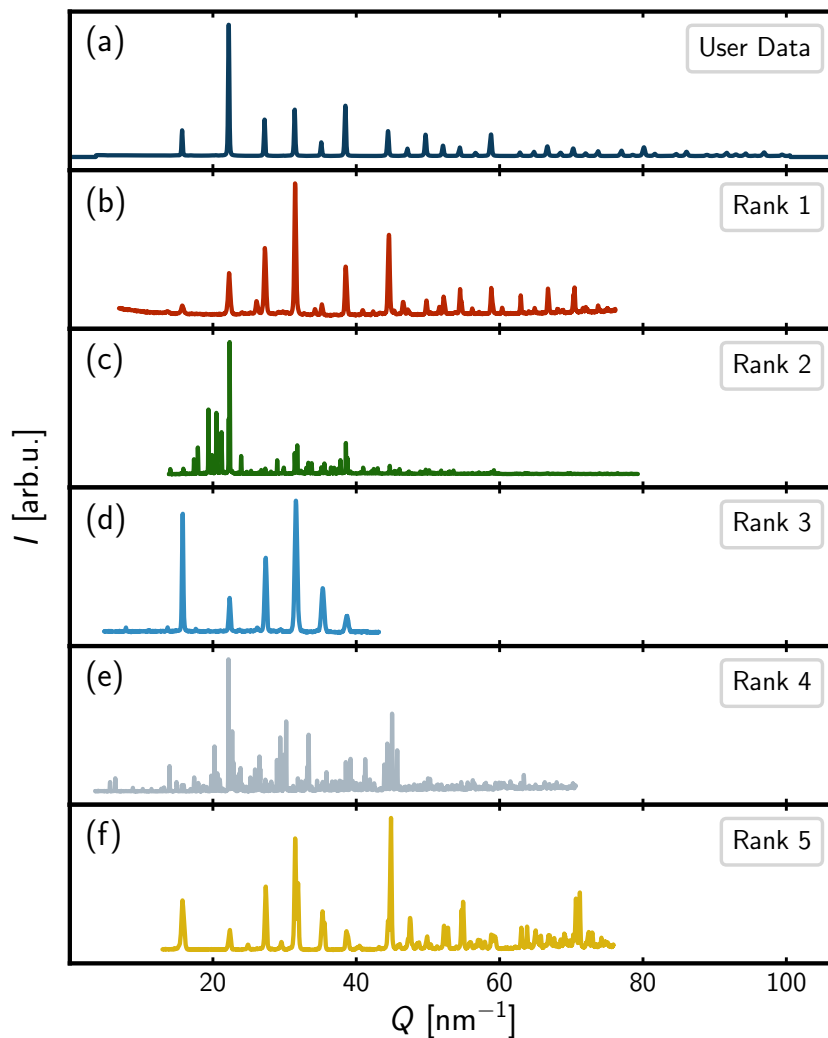 (a)
User Data
(b)
Rank 1
(c)
Rank 2
(d)
Rank 3
(e)
Rank 4
(f)
Rank 5
I [arb.u.]
20 40 60 80 100
Q [nm⁻¹]